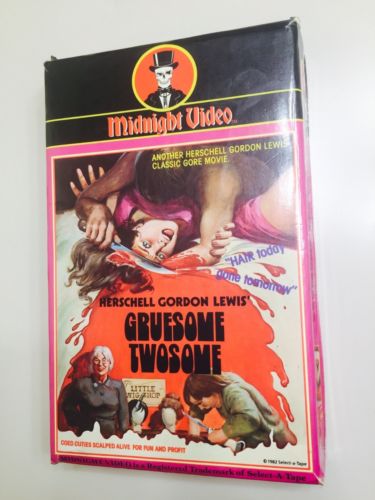 Midnight Video™
ANOTHER HERSCHELL GORDON LEWIS
CLASSIC GORE MOVIE.
"HAIR today
gone tomorrow"
HERSCHELL GORDON LEWIS'
GRUESOME
TWOSOME
LITTLE
WIG SHOP
COED CUTIES SCALPED ALIVE FOR FUN AND PROFIT
© 1982 Select-a-Tape
MIDNIGHT VIDEO is a Registered Trademark of Select-A Tape